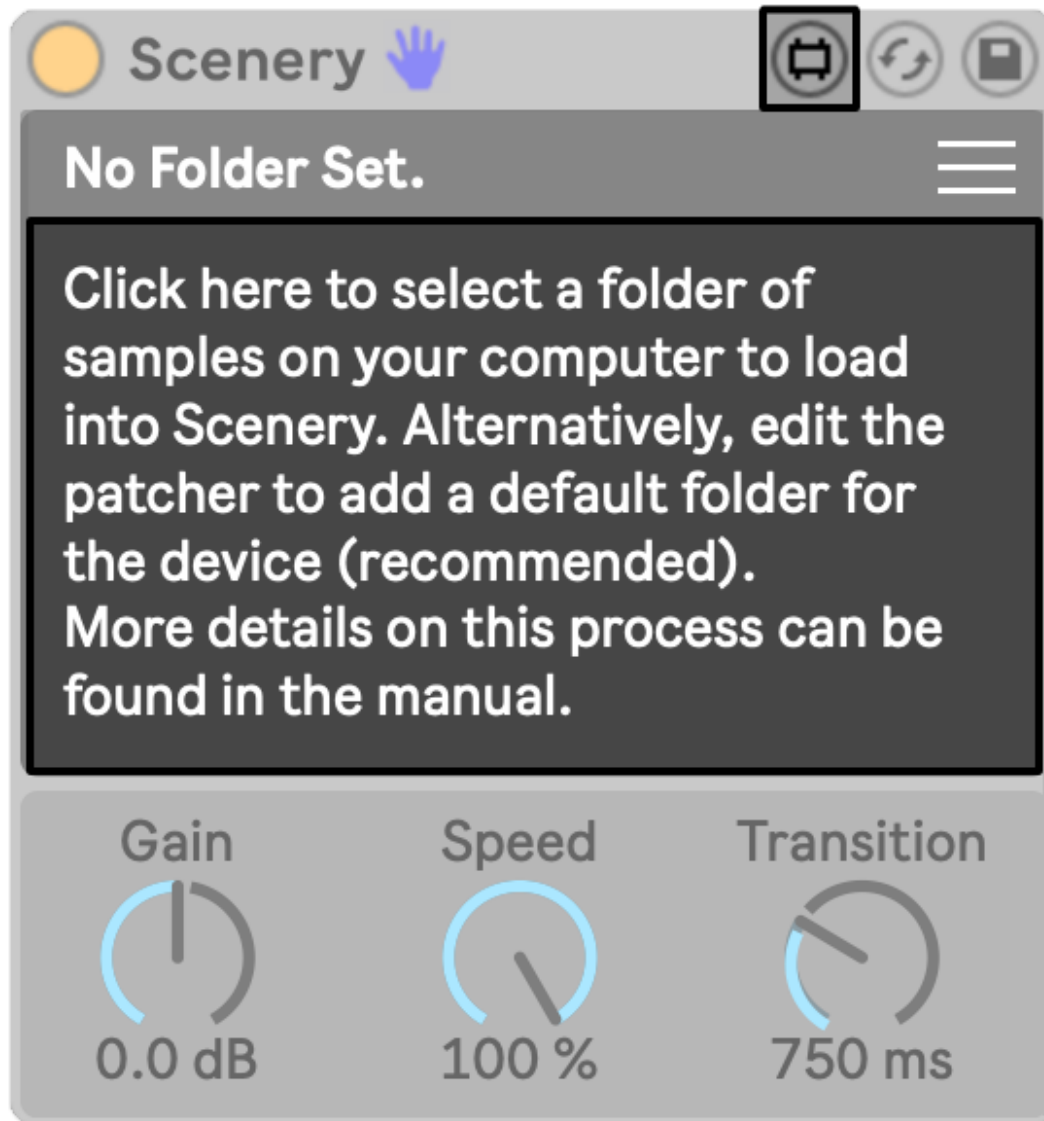 Scenery
No Folder Set.
Click here to select a folder of
samples on your computer to load
into Scenery. Alternatively, edit the
patcher to add a default folder for
the device (recommended).
More details on this process can be
found in the manual.
Gain Speed Transition
0.0 dB 100 % 750 ms